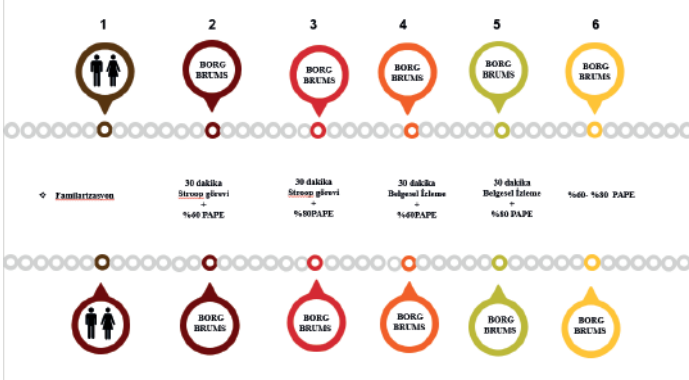 1 2 3 4 5 6
BORG BRUMS
BORG BRUMS
BORG BRUMS
BORG BRUMS
BORG BRUMS
Familarizasyon
30 dakika
Stroop görevi
+
%60 PAPE
30 dakika
Stroop görevi
+
%80PAPE
30 dakika
Belgesel İzleme
+
%60PAPE
30 dakika
Belgesel İzleme
+
%80 PAPE
%60- %80 PAPE
BORG BRUMS
BORG BRUMS
BORG BRUMS
BORG BRUMS
BORG BRUMS